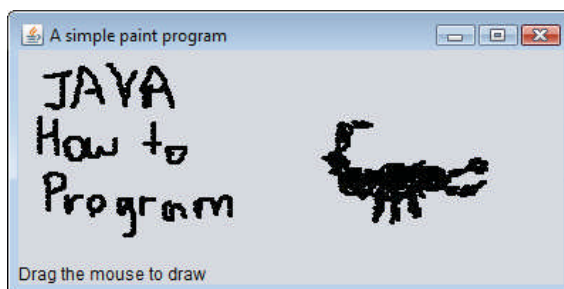 A simple paint program
JAVA
How to
Program
Drag the mouse to draw